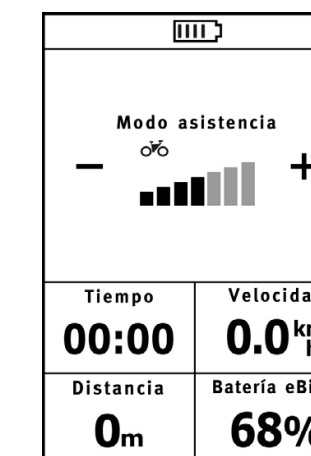 Modo asistencia
− +
Tiempo Velocida
00:00 0.0
Distancia Batería eBi
0m 68%